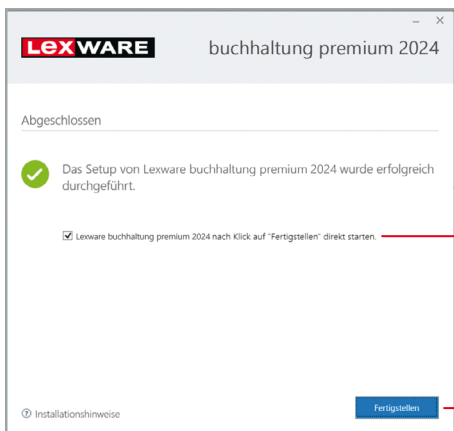 LEXWARE
buchhaltung premium 2024
Abgeschlossen
Das Setup von Lexware buchhaltung premium 2024 wurde erfolgreich
durchgeführt.
Lexware buchhaltung premium 2024 nach Klick auf "Fertigstellen" direkt starten.
Installationshinweise
Fertigstellen